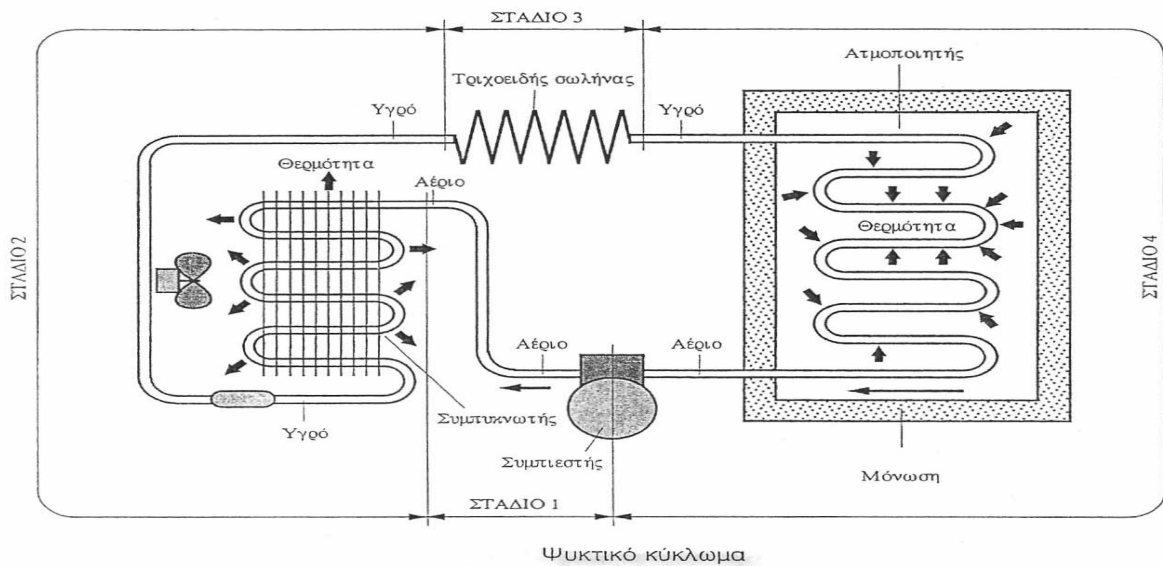 ΣΤΑΔΙΟ 3
Ατμοποιητής
Τριχοειδής σωλήνας
Υγρό
Υγρό
Θερμότητα
Αέριο
Θερμότητα
ΣΤΑΔΙΟ 2
ΣΤΑΔΙΟ 4
Αέριο
Αέριο
Συμπυκνωτής
Υγρό
Συμπιεστής
Μόνωση
ΣΤΑΔΙΟ 1
Ψυκτικό κύκλωμα